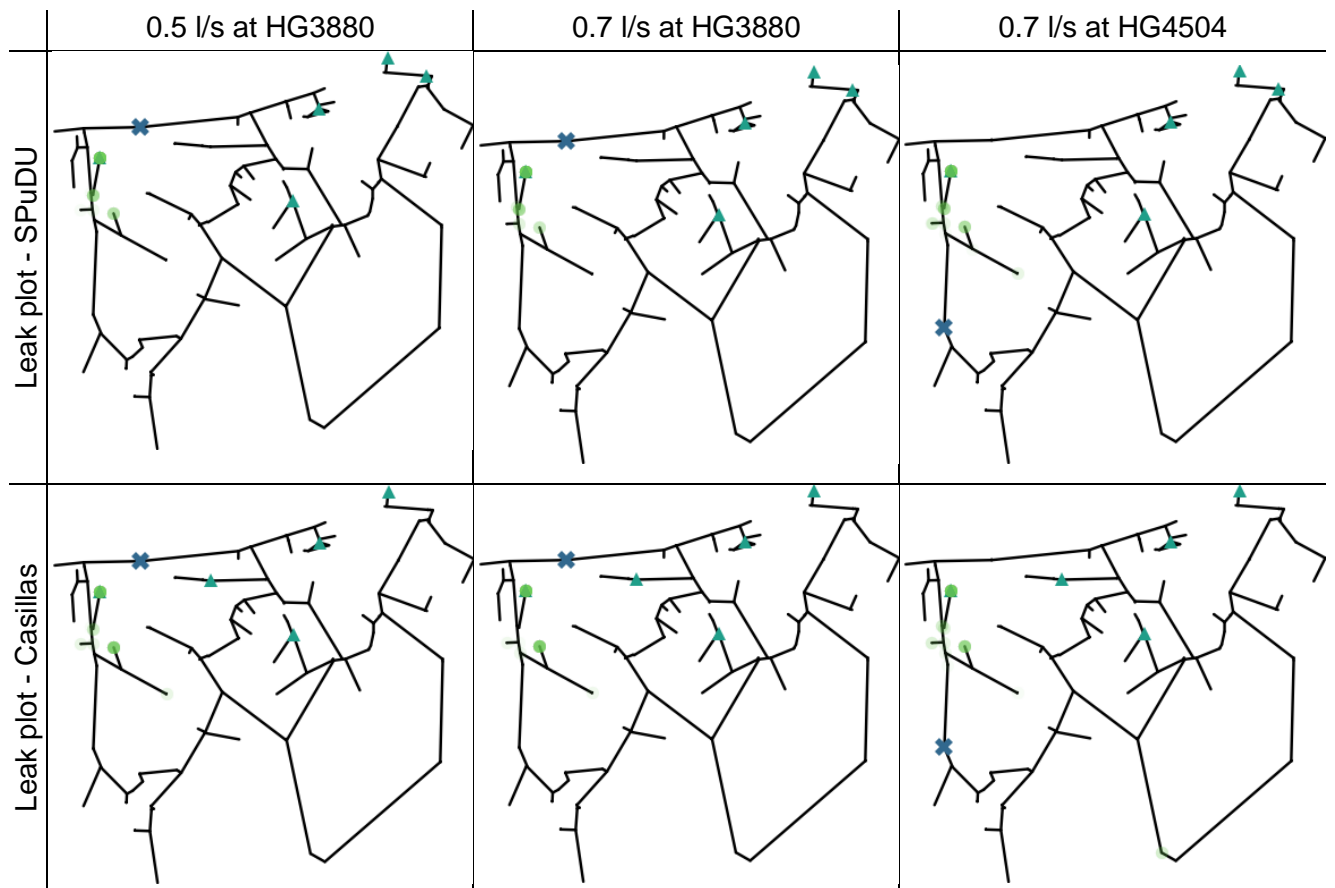 0.5 l/s at HG3880
0.7 l/s at HG3880
0.7 l/s at HG4504
Leak plot - SPuDU
Leak plot - Casillas